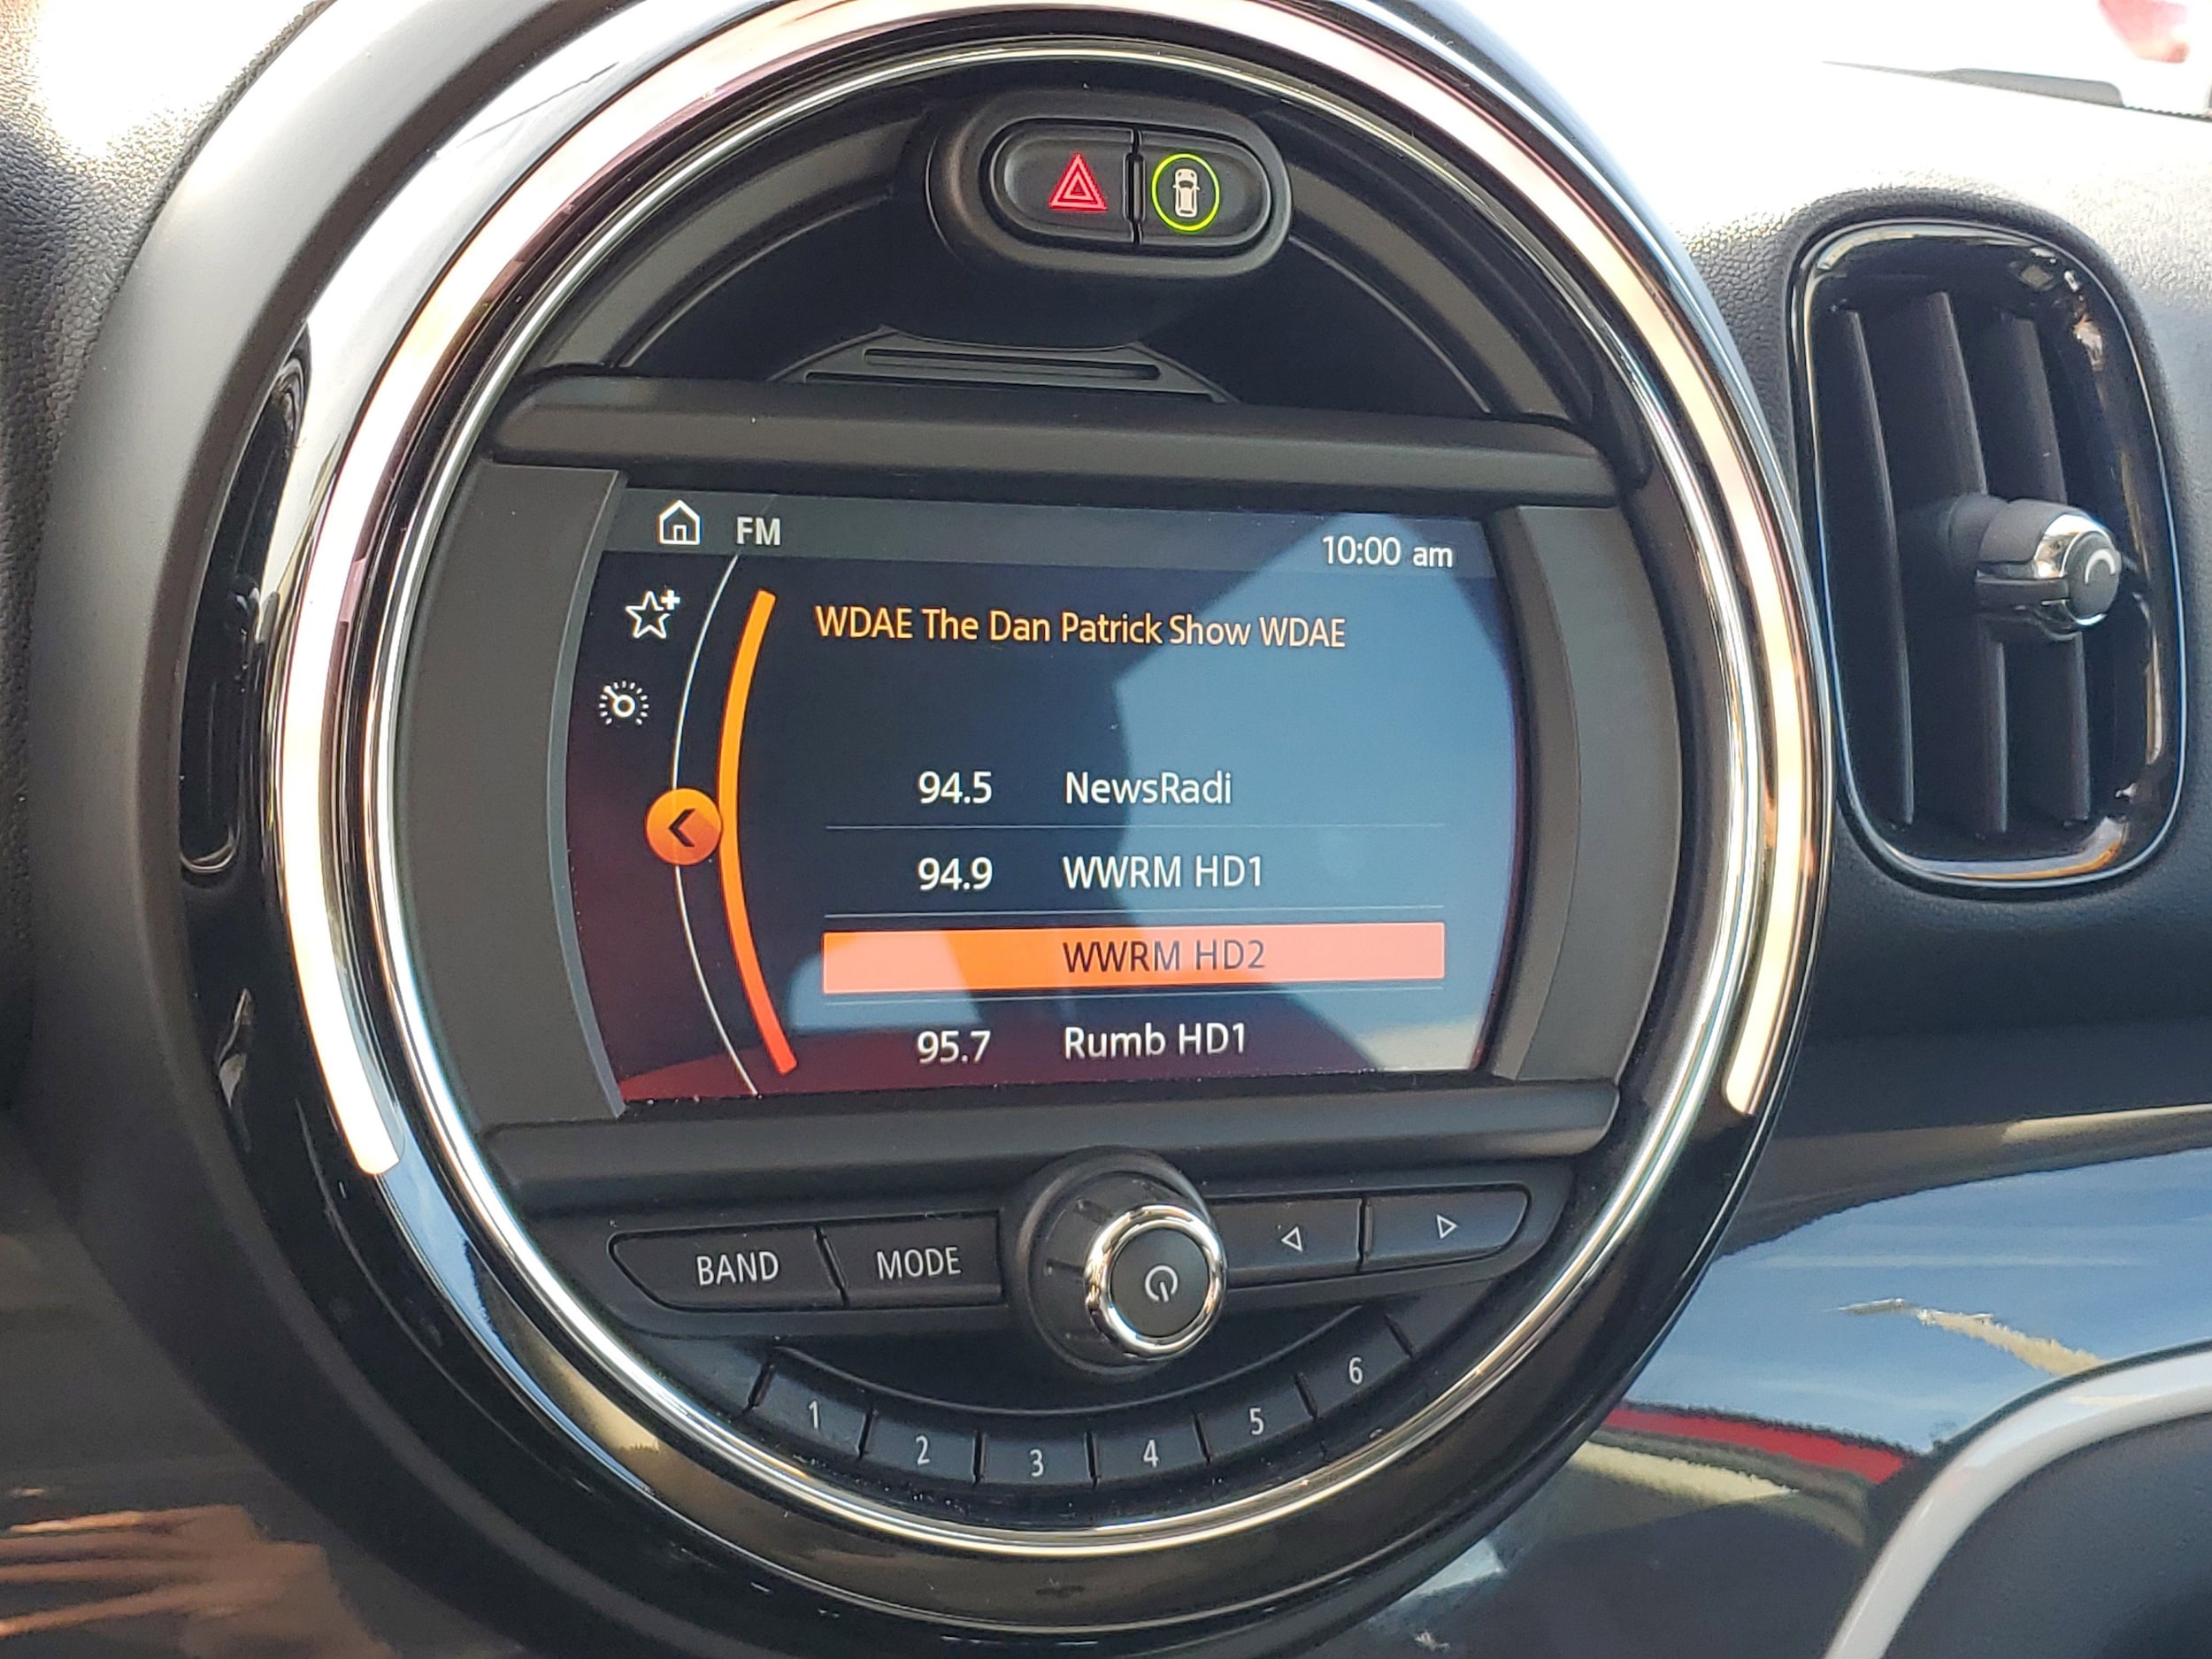 FM
10:00 am
WDAE The Dan Patrick Show WDAE
94.5 NewsRadi
94.9 WWRM HD1
WWRM HD2
95.7 Rumb HD1
BAND MODE
1 2 3 4 5 6